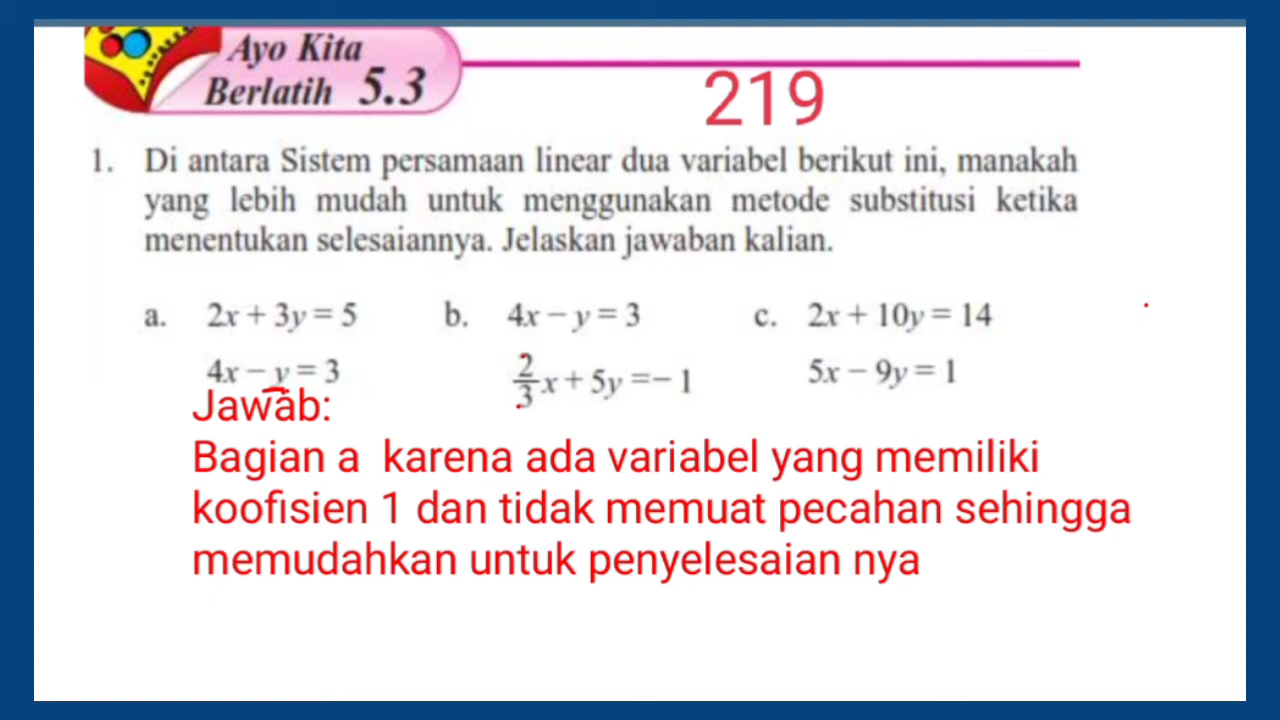 Ayo Kita
Berlatih 5.3
219
1. Di antara Sistem persamaan linear dua variabel berikut ini, manakah
yang lebih mudah untuk menggunakan metode substitusi ketika
menentukan selesaiannya. Jelaskan jawaban kalian.
a. 2x + 3y = 5 b. 4x − y = 3 c. 2x + 10y = 14
4x − y = 3 2/3x + 5y =− 1 5x − 9y = 1
Jawab:
Bagian a karena ada variabel yang memiliki
koofisien 1 dan tidak memuat pecahan sehingga
memudahkan untuk penyelesaian nya